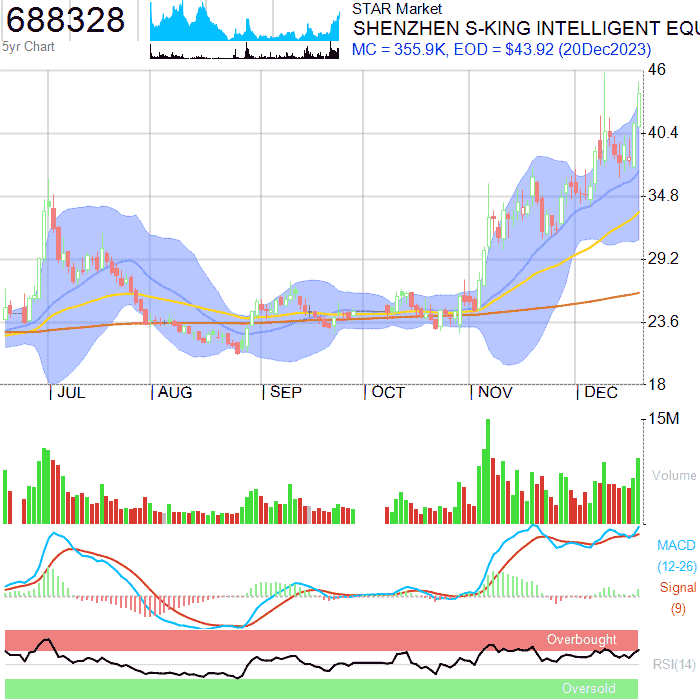 688328
5yr Chart
STAR Market
SHENZHEN S-KING INTELLIGENT EQU
MC = 355.9K, EOD = $43.92 (20Dec2023)
46
40.4
34.8
29.2
23.6
18
JUL
AUG
SEP
OCT
NOV
DEC
15M
Volume
MACD
(12-26)
Signal
(9)
Overbought
RSI(14)
Oversold